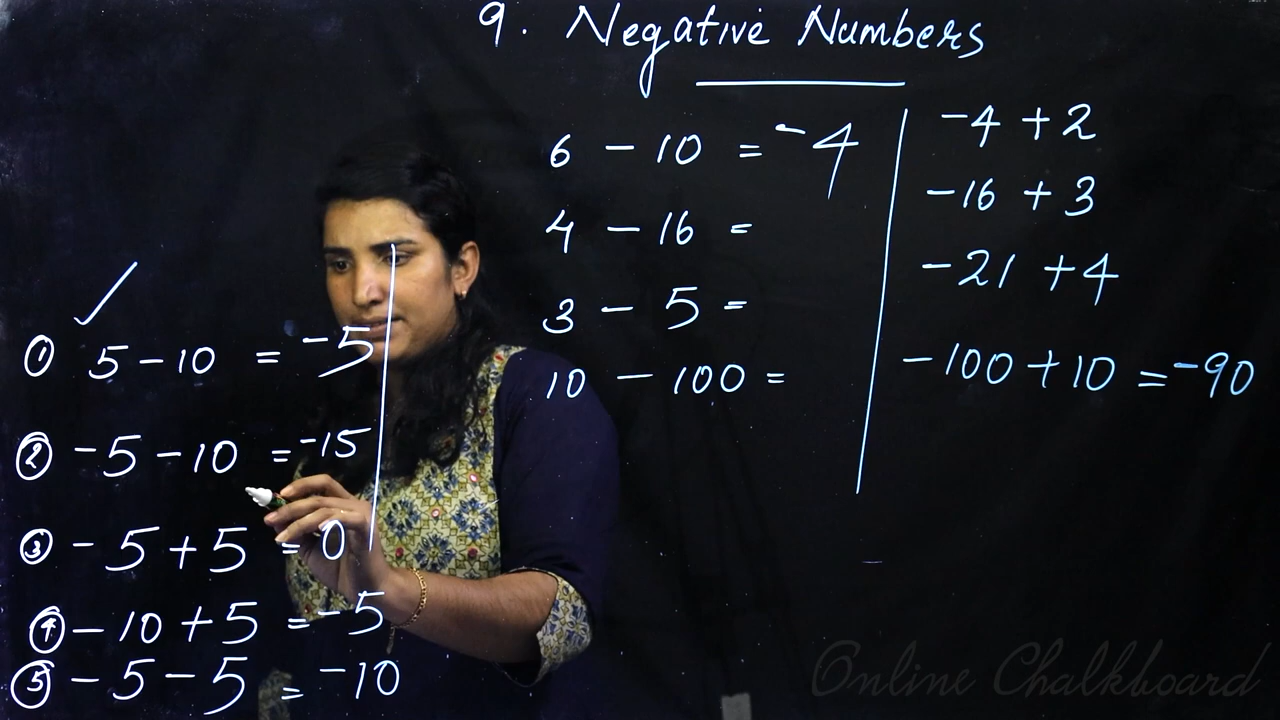 9. Negative Numbers
6 - 10 = -4
4 - 16 =
3 - 5 =
10 - 100 =
-4 + 2
-16 + 3
-21 + 4
-100 + 10 = -90
① 5 - 10 = -5
② -5 - 10 = -15
③ -5 + 5 = 0
④ -10 + 5 = -5
⑤ -5 - 5 = -10
Online Chalkboard